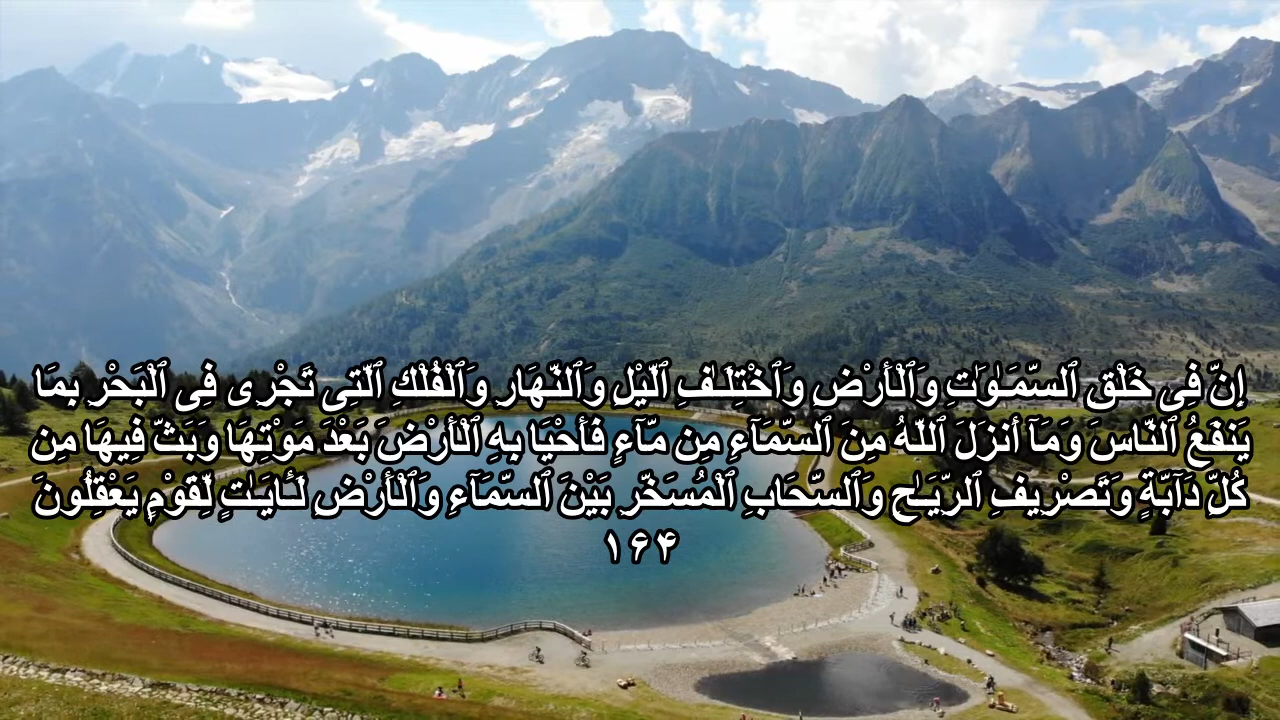 إِنَّ فِى خَلْقِ ٱلسَّمَـٰوَٰتِ وَٱلْأَرْضِ وَٱخْتِلَـٰفِ ٱلَّيْلِ وَٱلنَّهَارِ وَٱلْفُلْكِ ٱلَّتِى تَجْرِى فِى ٱلْبَحْرِ بِمَا
يَنفَعُ ٱلنَّاسَ وَمَآ أَنزَلَ ٱللَّهُ مِنَ ٱلسَّمَآءِ مِن مَّآءٍ فَأَحْيَا بِهِ ٱلْأَرْضَ بَعْدَ مَوْتِهَا وَبَثَّ فِيهَا مِن
كُلِّ دَآبَّةٍ وَتَصْرِيفِ ٱلرِّيَـٰحِ وَٱلسَّحَابِ ٱلْمُسَخَّرِ بَيْنَ ٱلسَّمَآءِ وَٱلْأَرْضِ لَـَٔايَـٰتٍ لِّقَوْمٍ يَعْقِلُونَ
۱۶۴